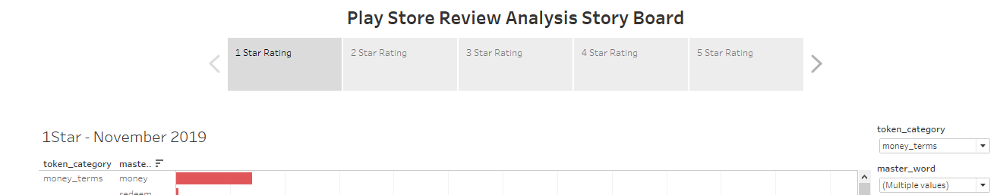 Play Store Review Analysis Story Board
1 Star Rating
2 Star Rating
3 Star Rating
4 Star Rating
5 Star Rating
1Star - November 2019
token_category maste..
money_terms money
redeem
token_category
money_terms
master_word
(Multiple values)